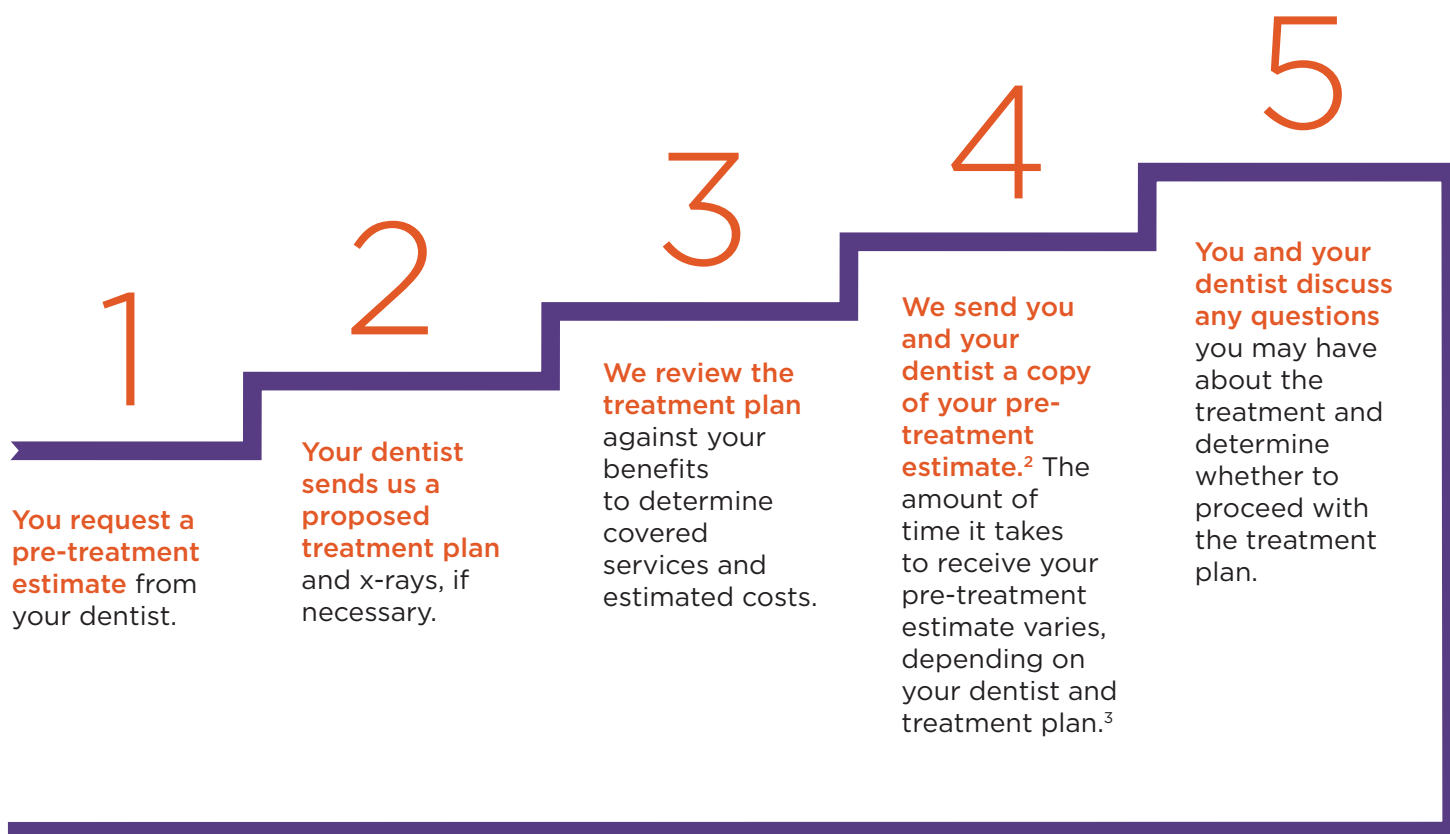 1
You request a
pre-treatment
estimate from
your dentist.
2
Your dentist
sends us a
proposed
treatment plan
and x-rays, if
necessary.
3
We review the
treatment plan
against your
benefits
to determine
covered
services and
estimated costs.
4
We send you
and your
dentist a copy
of your pre-
treatment
estimate.² The
amount of
time it takes
to receive your
pre-treatment
estimate varies,
depending on
your dentist and
treatment plan.³
5
You and your
dentist discuss
any questions
you may have
about the
treatment and
determine
whether to
proceed with
the treatment
plan.